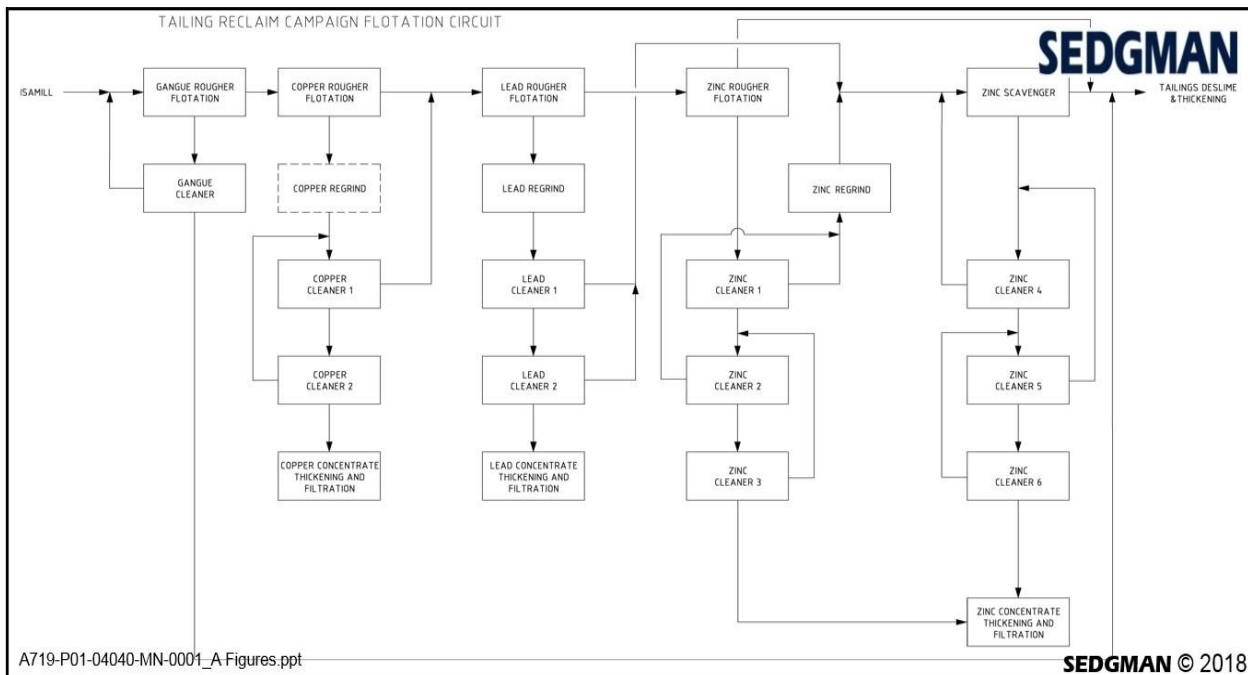 TAILING RECLAIM CAMPAIGN FLOTATION CIRCUIT
SEDGMAN
ISAMILL
GANGUE ROUGHER
FLOTATION
COPPER ROUGHER
FLOTATION
LEAD ROUGHER
FLOTATION
ZINC ROUGHER
FLOTATION
ZINC SCAVENGER
TAILINGS DESLIME
&THICKENING
GANGUE
CLEANER
COPPER REGRIND
LEAD REGRIND
ZINC REGRIND
COPPER
CLEANER 1
LEAD
CLEANER 1
ZINC
CLEANER 1
ZINC
CLEANER 4
COPPER
CLEANER 2
LEAD
CLEANER 2
ZINC
CLEANER 2
ZINC
CLEANER 5
COPPER CONCENTRATE
THICKENING AND
FILTRATION
LEAD CONCENTRATE
THICKENING AND
FILTRATION
ZINC
CLEANER 3
ZINC
CLEANER 6
ZINC CONCENTRATE
THICKENING AND
FILTRATION
A719-P01-04040-MN-0001_A Figures.ppt
SEDGMAN © 2018